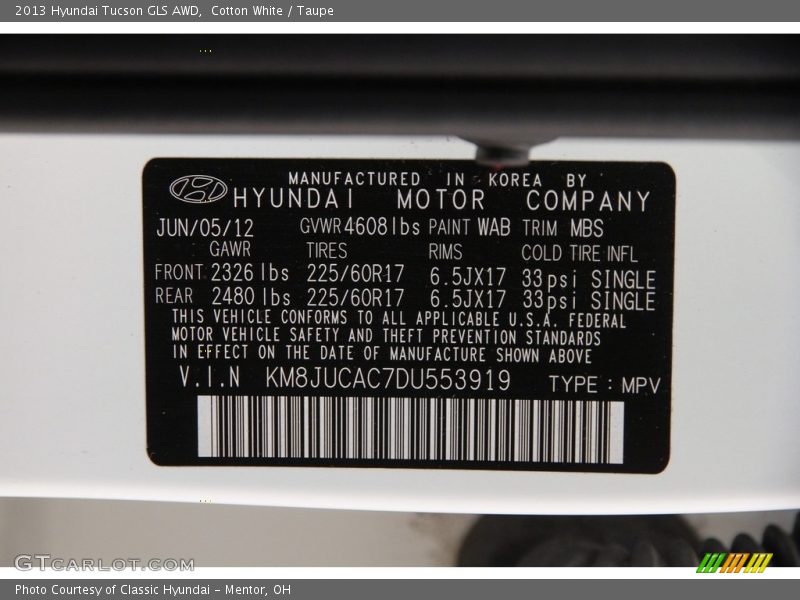 2013 Hyundai Tucson GLS AWD,  Cotton White / Taupe
MANUFACTURED IN KOREA BY
HYUNDAI MOTOR COMPANY
JUN/05/12 GVWR 4608 lbs PAINT WAB TRIM MBS
GAWR TIRES RIMS COLD TIRE INFL
FRONT 2326 lbs 225/60R17 6.5JX17 33psi SINGLE
REAR 2480 lbs 225/60R17 6.5JX17 33psi SINGLE
THIS VEHICLE CONFORMS TO ALL APPLICABLE U.S.A. FEDERAL
MOTOR VEHICLE SAFETY AND THEFT PREVENTION STANDARDS
IN EFFECT ON THE DATE OF MANUFACTURE SHOWN ABOVE
V.I.N KM8JUCAC7DU553919 TYPE : MPV
GTCARLOT.COM
Photo Courtesy of Classic Hyundai - Mentor, OH